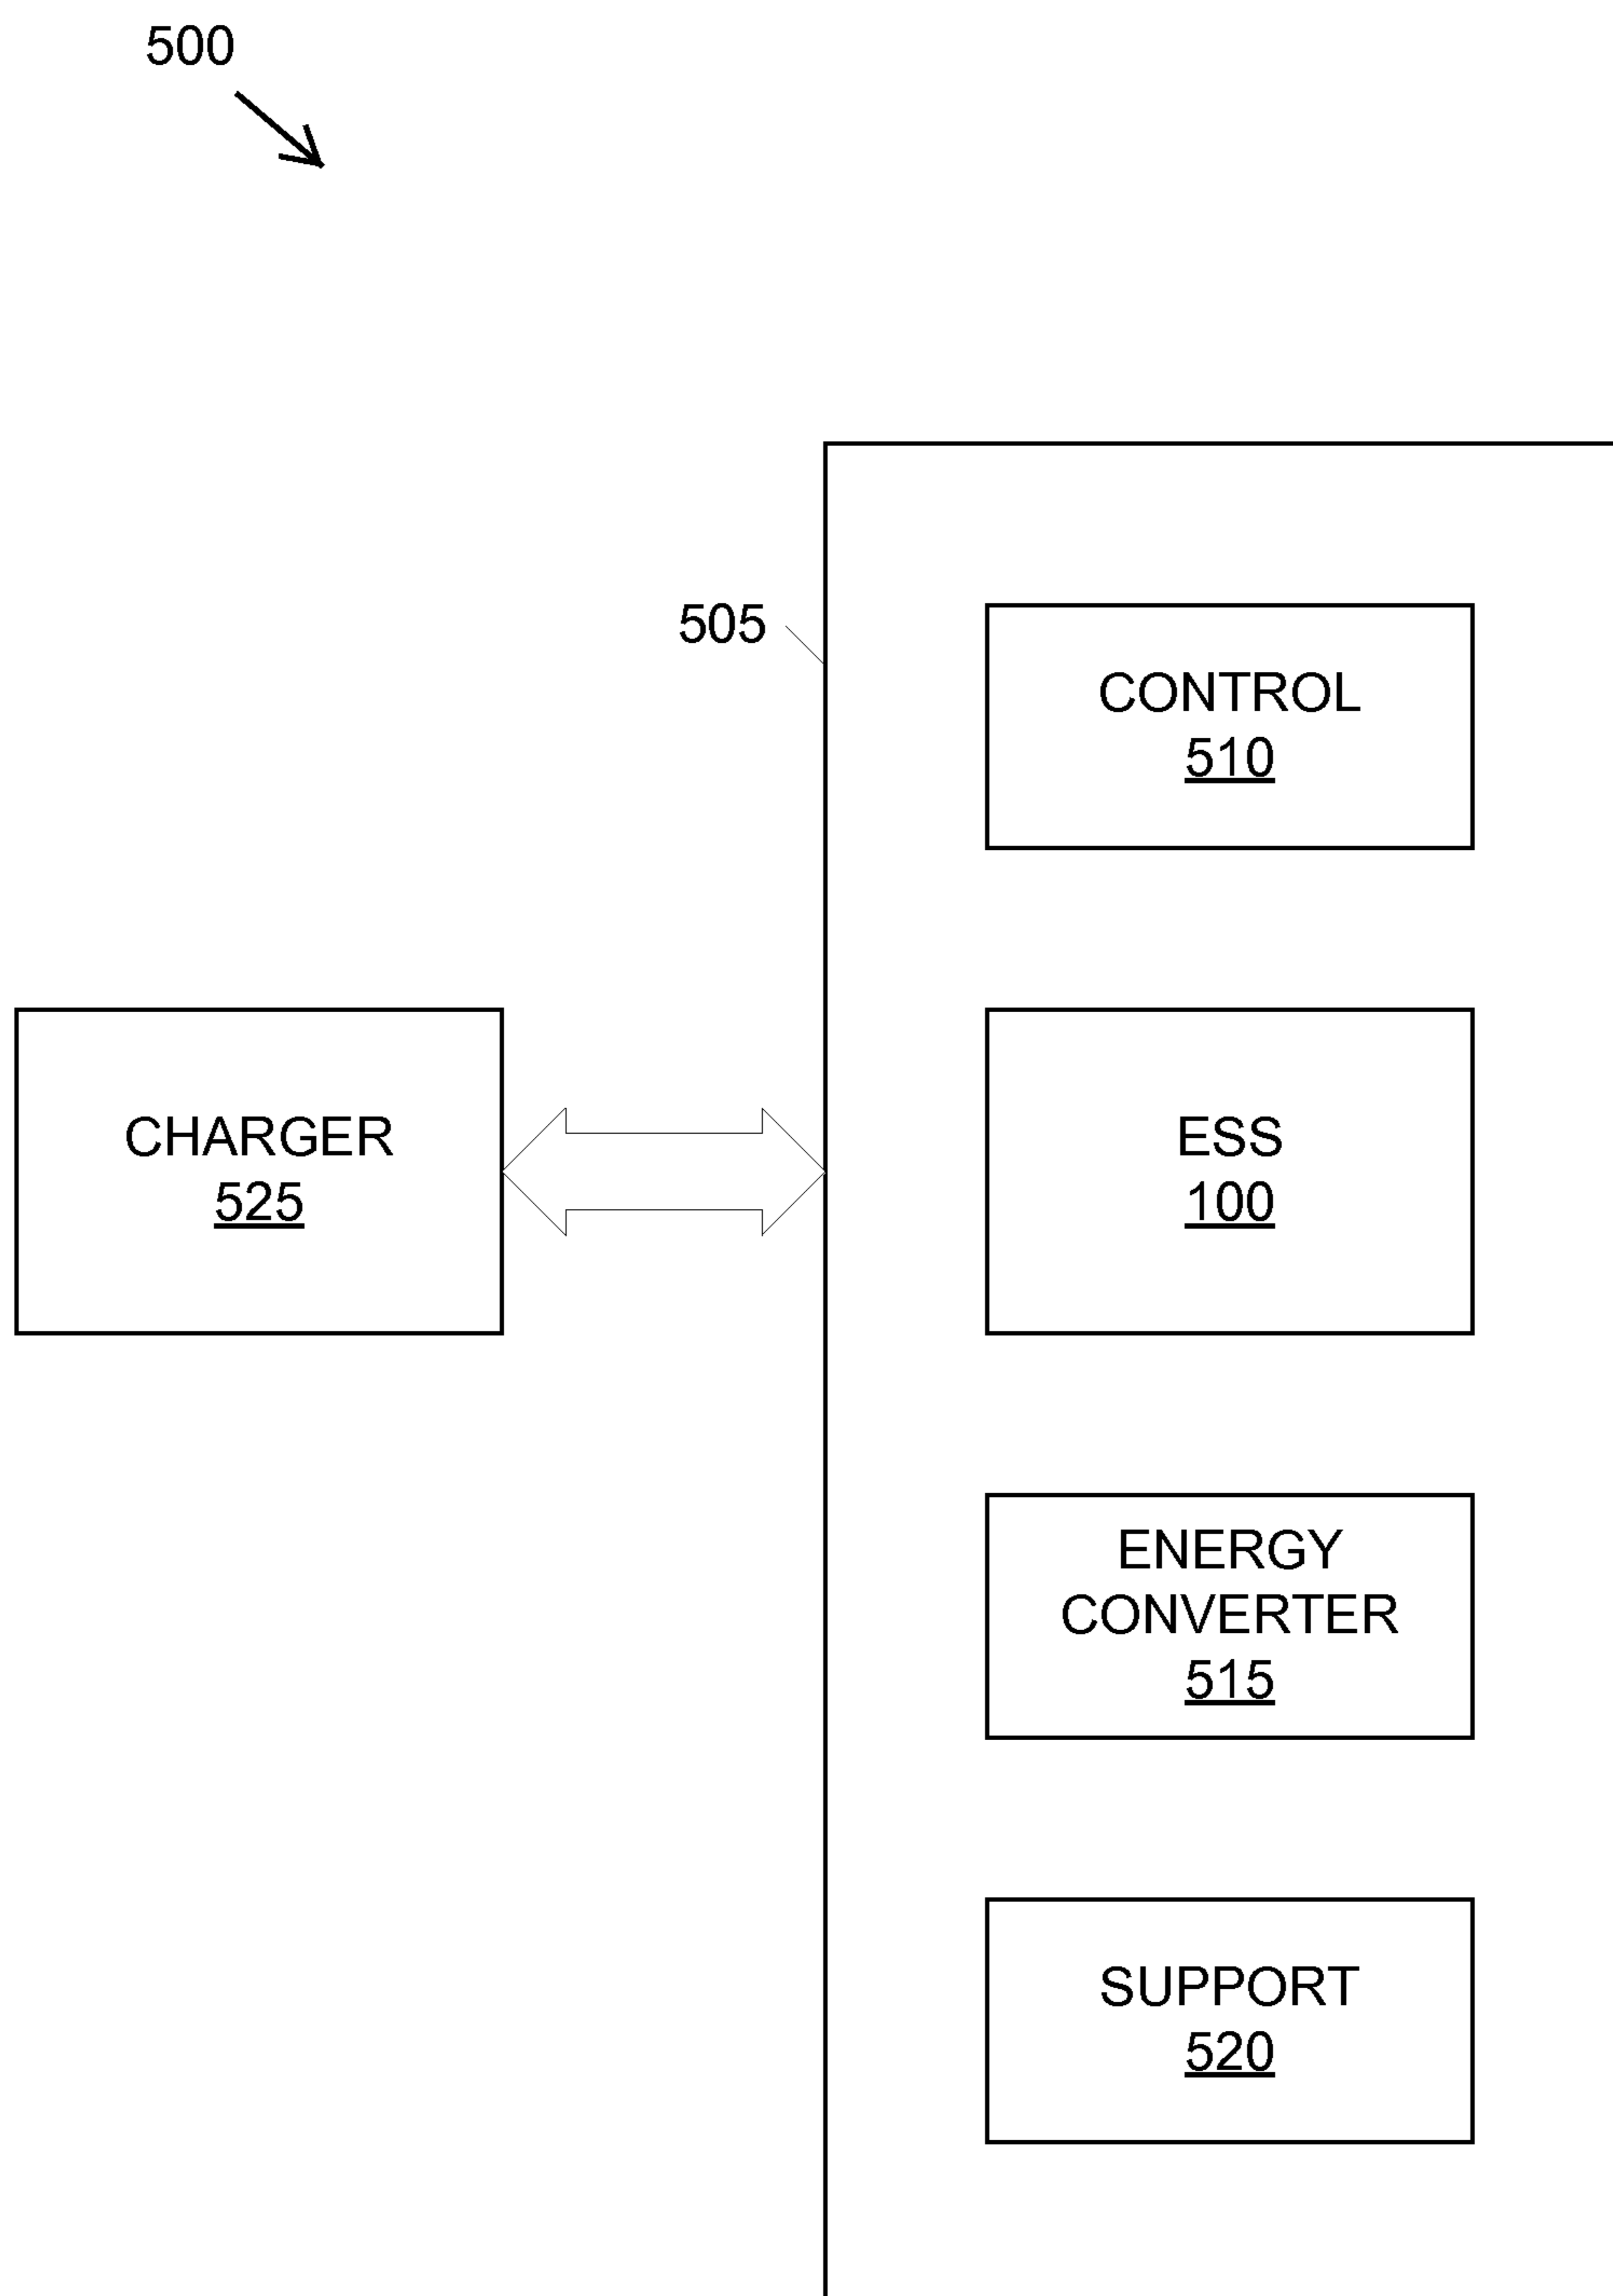 500
505
CONTROL
510
CHARGER
525
ESS
100
ENERGY
CONVERTER
515
SUPPORT
520